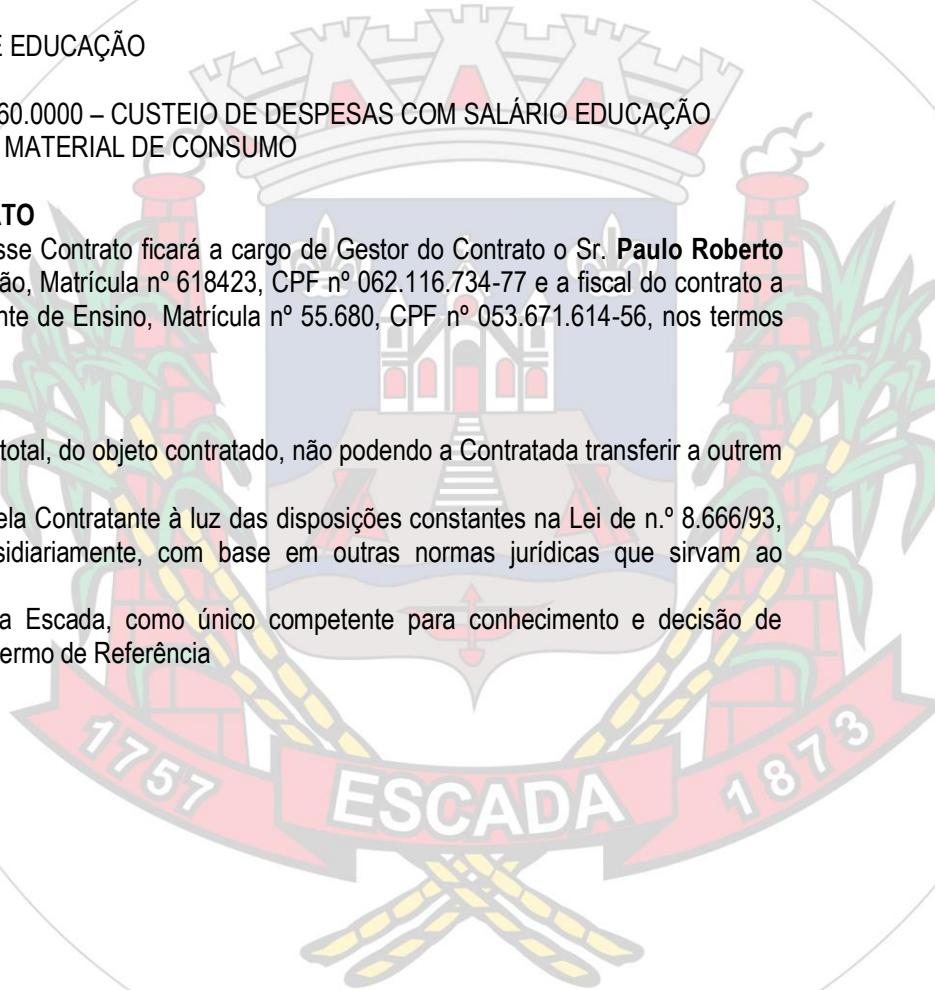 E EDUCAÇÃO
60.0000 – CUSTEIO DE DESPESAS COM SALÁRIO EDUCAÇÃO
MATERIAL DE CONSUMO
ATO
sse Contrato ficará a cargo de Gestor do Contrato o Sr. Paulo Roberto
ão, Matrícula nº 618423, CPF nº 062.116.734-77 e a fiscal do contrato a
nte de Ensino, Matrícula nº 55.680, CPF nº 053.671.614-56, nos termos
total, do objeto contratado, não podendo a Contratada transferir a outrem
ela Contratante à luz das disposições constantes na Lei de n.º 8.666/93,
sidiariamente, com base em outras normas jurídicas que sirvam ao
a Escada, como único competente para conhecimento e decisão de
ermo de Referência
1757
ESCADA
1873